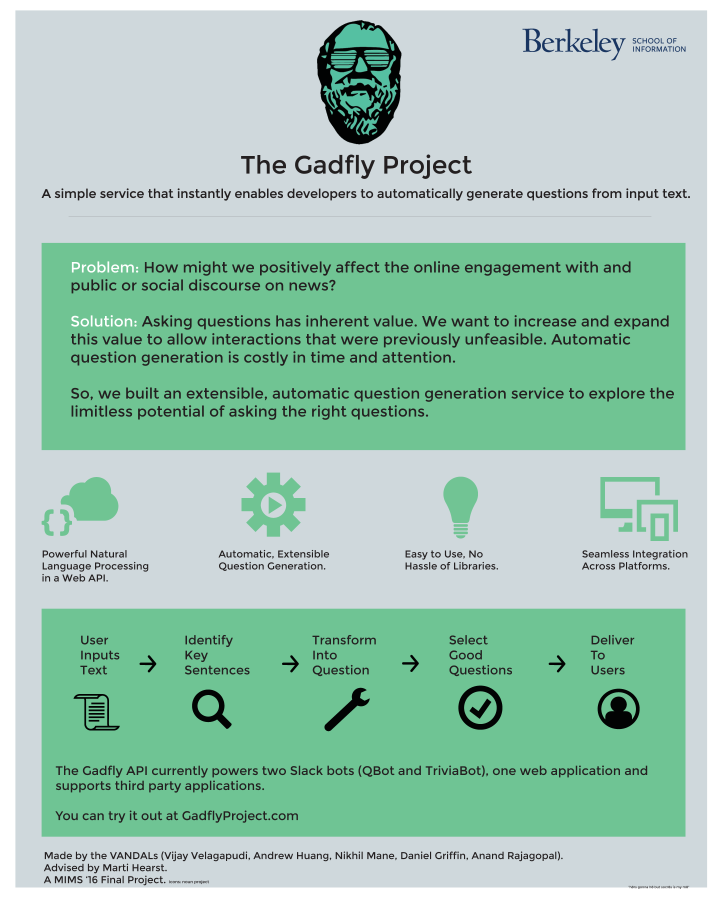 Berkeley SCHOOL OF
INFORMATION
The Gadfly Project
A simple service that instantly enables developers to automatically generate questions from input text.
Problem: How might we positively affect the online engagement with and
public or social discourse on news?
Solution: Asking questions has inherent value. We want to increase and expand
this value to allow interactions that were previously unfeasible. Automatic
question generation is costly in time and attention.
So, we built an extensible, automatic question generation service to explore the
limitless potential of asking the right questions.
{ }
Powerful Natural
Language Processing
in a Web API.
Automatic, Extensible
Question Generation.
Easy to Use, No
Hassle of Libraries.
Seamless Integration
Across Platforms.
User
Inputs
Text
Identify
Key
Sentences
Transform
Into
Question
Select
Good
Questions
Deliver
To
Users
The Gadfly API currently powers two Slack bots (QBot and TriviaBot), one web application and
supports third party applications.
You can try it out at GadflyProject.com
Made by the VANDALs (Vijay Velagapudi, Andrew Huang, Nikhil Mane, Daniel Griffin, Anand Rajagopal).
Advised by Marti Hearst.
A MIMS '16 Final Project. Icons: noun project